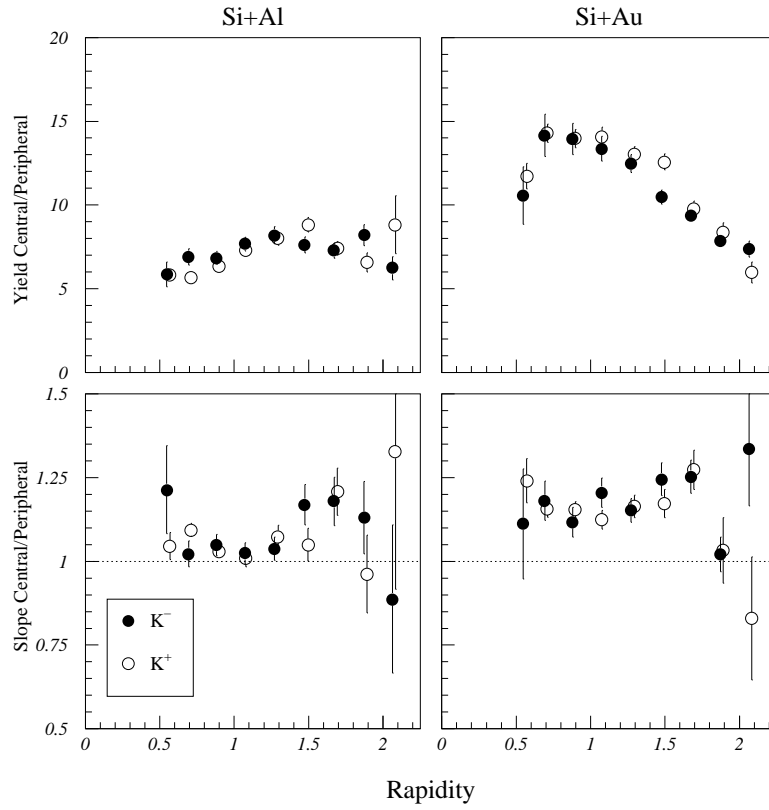 Si+Al Si+Au
Yield Central/Peripheral
20
15
10
5
0
Slope Central/Peripheral
1.5
1.25
1
0.75
0.5
K⁻
K⁺
0 0.5 1 1.5 2 0 0.5 1 1.5 2
Rapidity